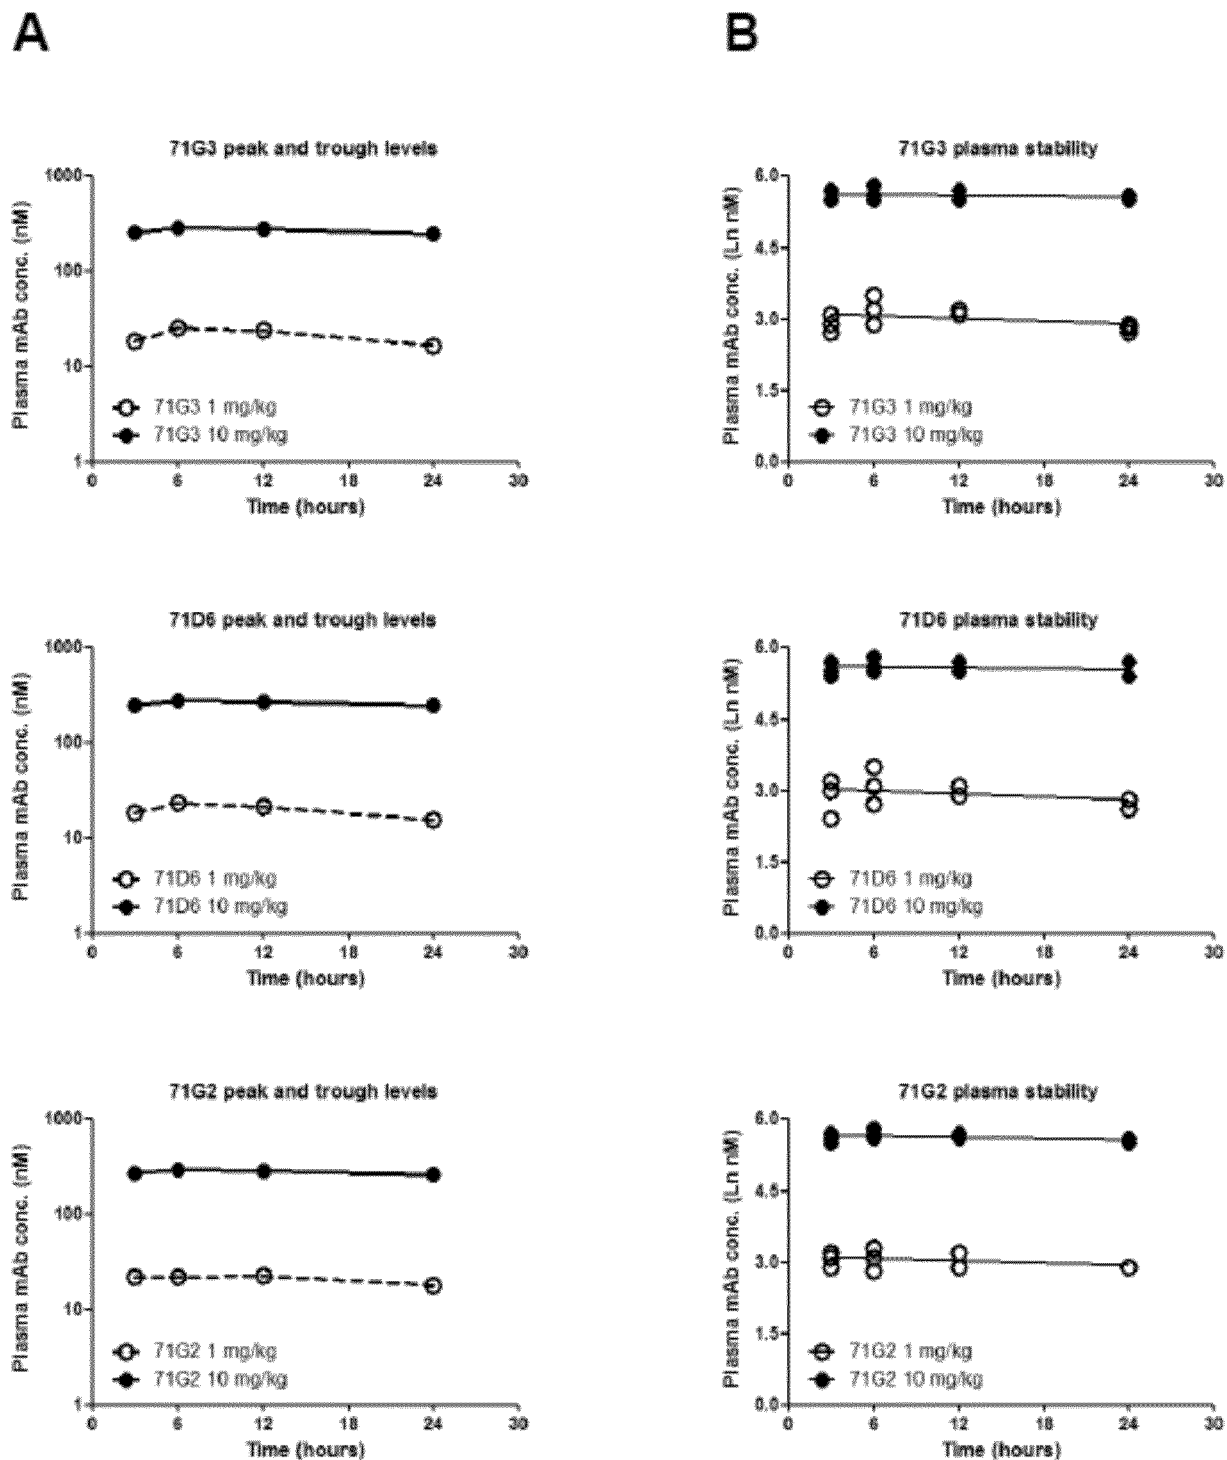 A
B
71G3 peak and trough levels
Plasma mAb conc. (nM)
1000
100
10
1
71G3 1 mg/kg
71G3 10 mg/kg
0 6 12 18 24 30
Time (hours)
71G3 plasma stability
Plasma mAb conc. (Ln nM)
6.0
4.5
3.0
1.5
0.0
71G3 1 mg/kg
71G3 10 mg/kg
0 6 12 18 24 30
Time (hours)
71D6 peak and trough levels
Plasma mAb conc. (nM)
1000
100
10
1
71D6 1 mg/kg
71D6 10 mg/kg
0 6 12 18 24 30
Time (hours)
71D6 plasma stability
Plasma mAb conc. (Ln nM)
6.0
4.5
3.0
1.5
0.0
71D6 1 mg/kg
71D6 10 mg/kg
0 6 12 18 24 30
Time (hours)
71G2 peak and trough levels
Plasma mAb conc. (nM)
1000
100
10
1
71G2 1 mg/kg
71G2 10 mg/kg
0 6 12 18 24 30
Time (hours)
71G2 plasma stability
Plasma mAb conc. (Ln nM)
6.0
4.5
3.0
1.5
0.0
71G2 1 mg/kg
71G2 10 mg/kg
0 6 12 18 24 30
Time (hours)